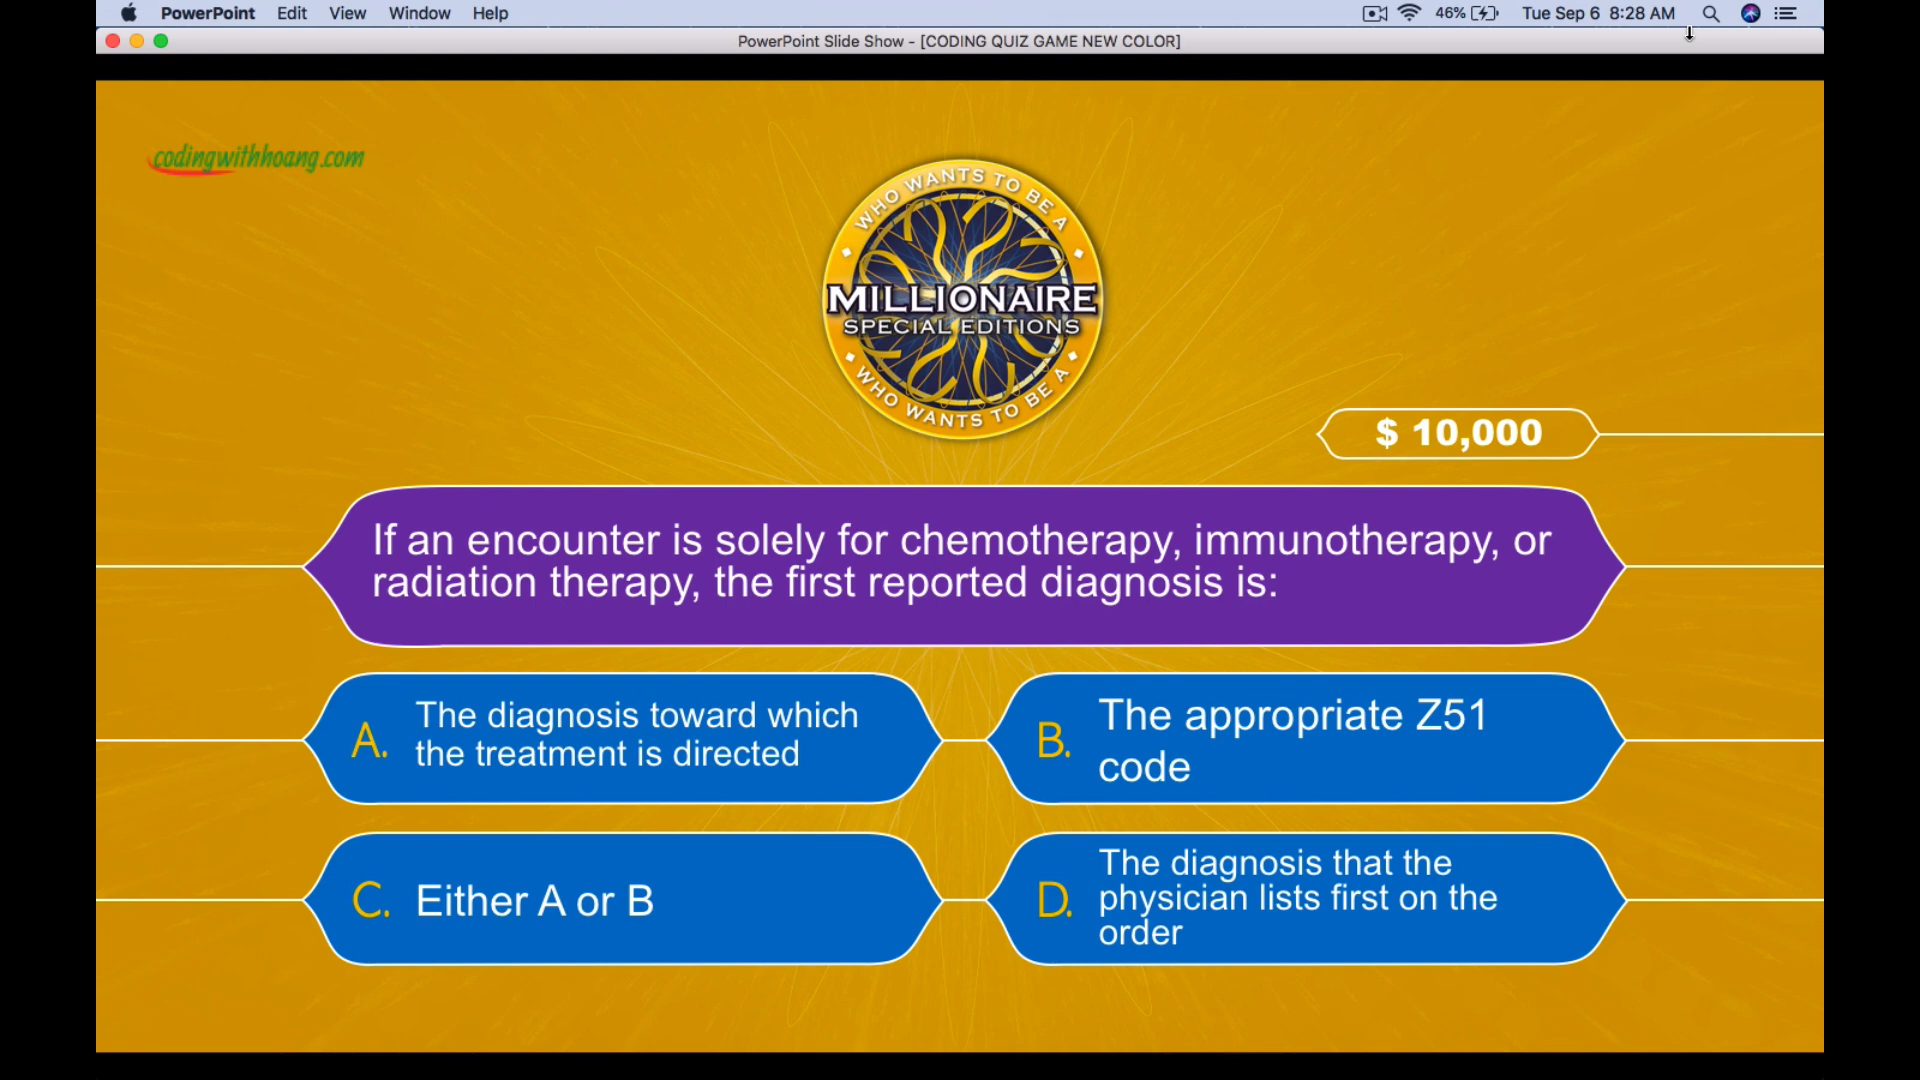 PowerPoint Edit View Window Help 46% Tue Sep 6 8:28 AM
PowerPoint Slide Show - [CODING QUIZ GAME NEW COLOR]
codingwithhoang.com
WHO WANTS TO BE A
MILLIONAIRE
SPECIAL EDITIONS
WHO WANTS TO BE A
$ 10,000
If an encounter is solely for chemotherapy, immunotherapy, or
radiation therapy, the first reported diagnosis is:
A. The diagnosis toward which
the treatment is directed
B. The appropriate Z51
code
C. Either A or B
D. The diagnosis that the
physician lists first on the
order